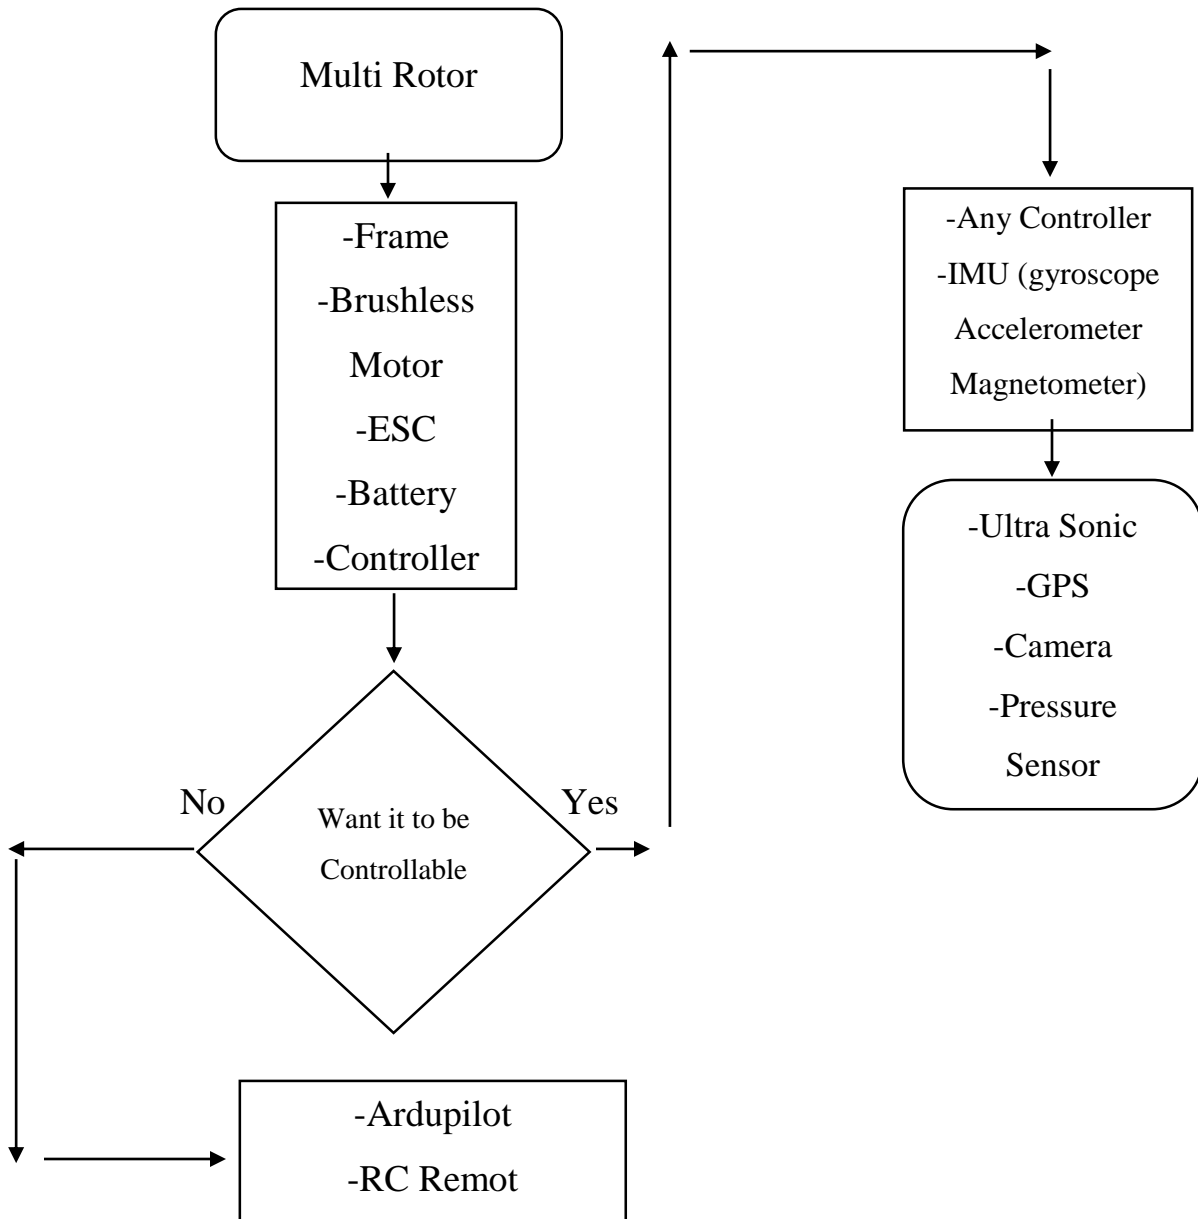 Multi Rotor
-Frame
-Brushless
Motor
-ESC
-Battery
-Controller
No
Want it to be
Controllable
Yes
-Any Controller
-IMU (gyroscope
Accelerometer
Magnetometer)
-Ultra Sonic
-GPS
-Camera
-Pressure
Sensor
-Ardupilot
-RC Remot